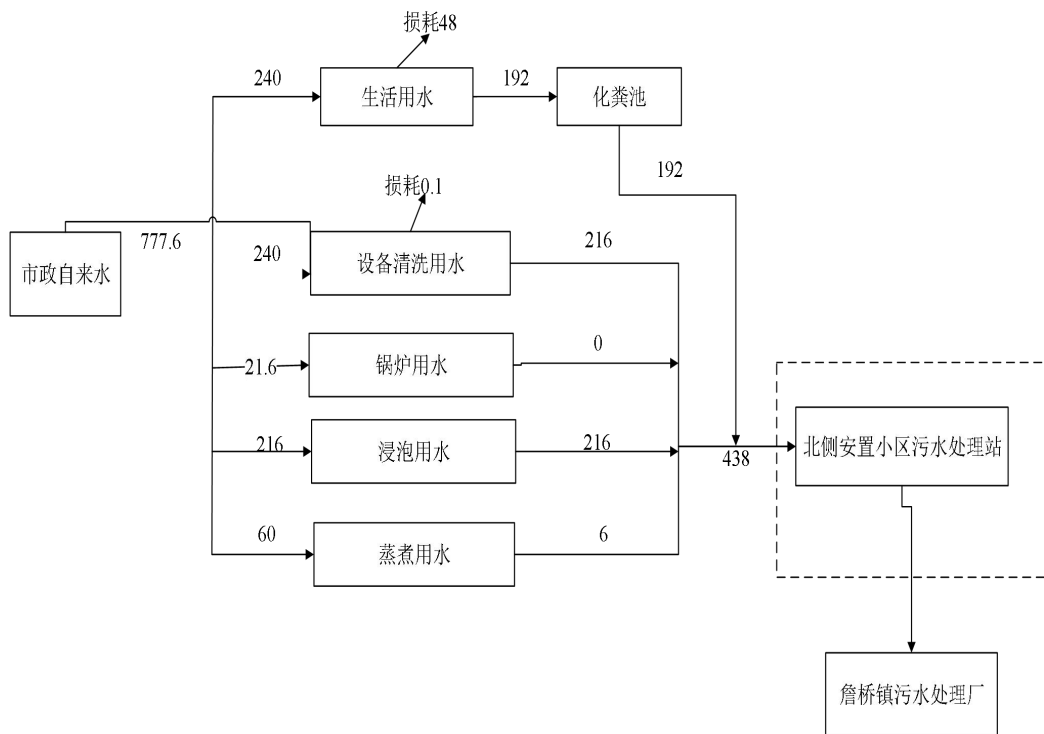 损耗48
240
生活用水
192
化粪池
192
损耗0.1
777.6
市政自来水
240
设备清洗用水
216
21.6
锅炉用水
0
216
浸泡用水
216
438
北侧安置小区污水处理站
60
蒸煮用水
6
詹桥镇污水处理厂